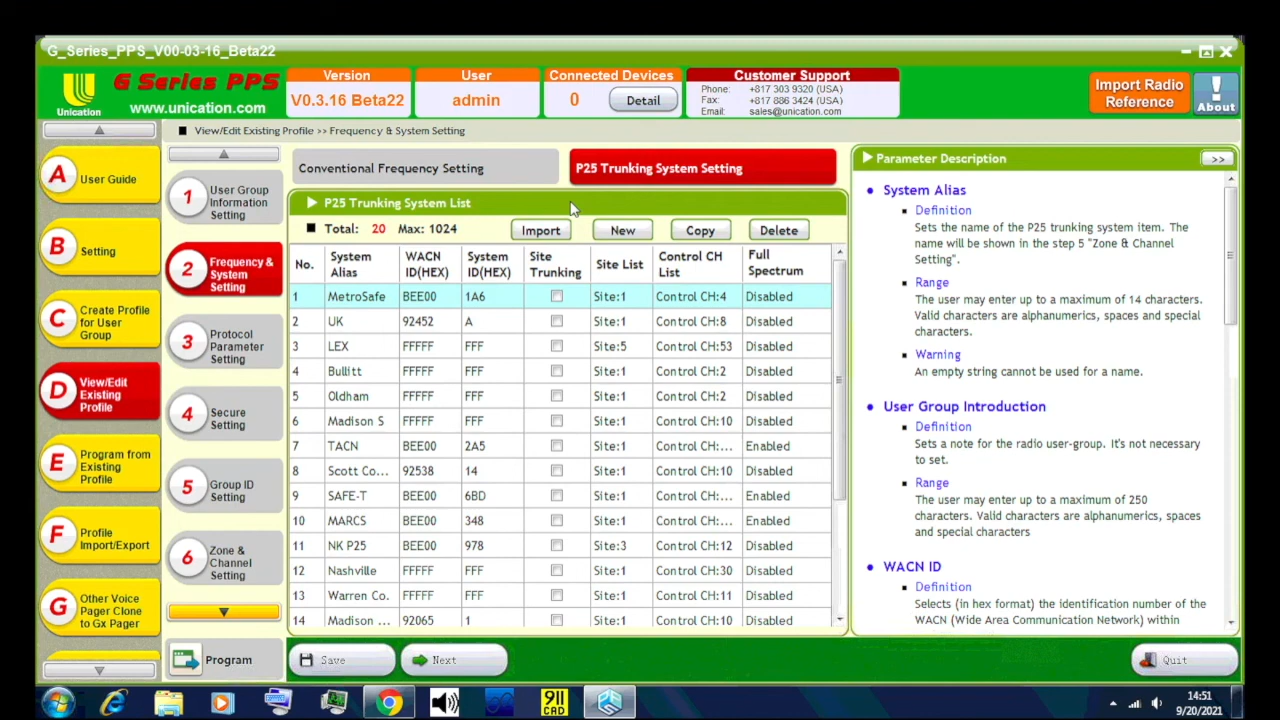 G_Series_PPS_V00-03-16_Beta22
Unication
G Series PPS
www.unication.com
Version
V0.3.16 Beta22
User
admin
Connected Devices
0
Detail
Customer Support
Phone: +817 303 9320 (USA)
Fax: +817 886 3424 (USA)
Email: sales@unication.com
Import Radio
Reference
!
About
View/Edit Existing Profile >> Frequency & System Setting
A
User Guide
B
Setting
C
Create Profile
for User
Group
D
View/Edit
Existing
Profile
E
Program from
Existing
Profile
F
Profile
Import/Export
G
Other Voice
Pager Clone
to Gx Pager
1
User Group
Information
Setting
2
Frequency &
System
Setting
3
Protocol
Parameter
Setting
4
Secure
Setting
5
Group ID
Setting
6
Zone &
Channel
Setting
Program
Conventional Frequency Setting
P25 Trunking System Setting
P25 Trunking System List
Total: 20 Max: 1024
Import
New
Copy
Delete
No. System Alias WACN ID(HEX) System ID(HEX) Site Trunking Site List Control CH List Full Spectrum
1 MetroSafe BEE00 1A6 Site:1 Control CH:4 Disabled
2 UK 92452 A Site:1 Control CH:8 Disabled
3 LEX FFFFF FFF Site:5 Control CH:53 Disabled
4 Bullitt FFFFF FFF Site:1 Control CH:2 Disabled
5 Oldham FFFFF FFF Site:1 Control CH:2 Disabled
6 Madison S FFFFF FFF Site:1 Control CH:10 Disabled
7 TACN BEE00 2A5 Site:1 Control CH:... Enabled
8 Scott Co... 92538 14 Site:1 Control CH:10 Disabled
9 SAFE-T BEE00 6BD Site:1 Control CH:... Enabled
10 MARCS BEE00 348 Site:1 Control CH:... Enabled
11 NK P25 BEE00 978 Site:3 Control CH:12 Disabled
12 Nashville FFFFF FFF Site:1 Control CH:30 Disabled
13 Warren Co. FFFFF FFF Site:1 Control CH:11 Disabled
14 Madison ... 92065 1 Site:1 Control CH:10 Disabled
Save
Next
Quit
Parameter Description
>>
System Alias
Definition
Sets the name of the P25 trunking system item. The
name will be shown in the step 5 "Zone & Channel
Setting".
Range
The user may enter up to a maximum of 14 characters.
Valid characters are alphanumerics, spaces and special
characters.
Warning
An empty string cannot be used for a name.
User Group Introduction
Definition
Sets a note for the radio user-group. It's not necessary
to set.
Range
The user may enter up to a maximum of 250
characters. Valid characters are alphanumerics, spaces
and special characters
WACN ID
Definition
Selects (in hex format) the identification number of the
WACN (Wide Area Communication Network) within
911
CAD
14:51
9/20/2021